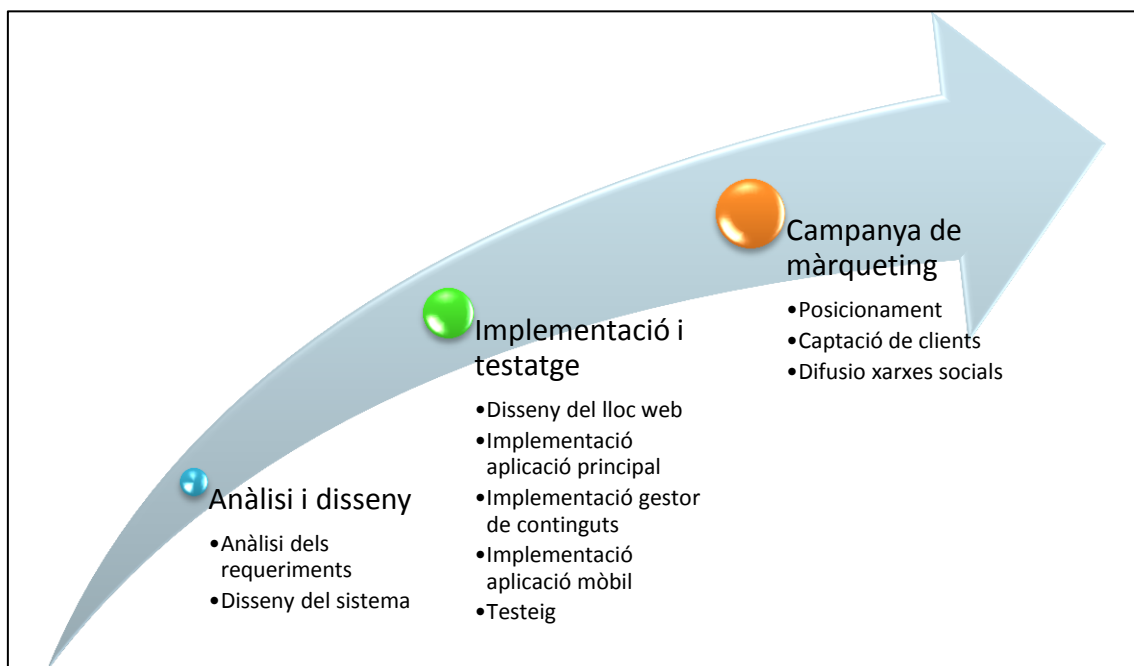 Anàlisi i disseny
•Anàlisi dels
requeriments
•Disseny del sistema
Implementació i
testatge
•Disseny del lloc web
•Implementació
aplicació principal
•Implementació gestor
de continguts
•Implementació
aplicació mòbil
•Testeig
Campanya de
màrqueting
•Posicionament
•Captació de clients
•Difusio xarxes socials